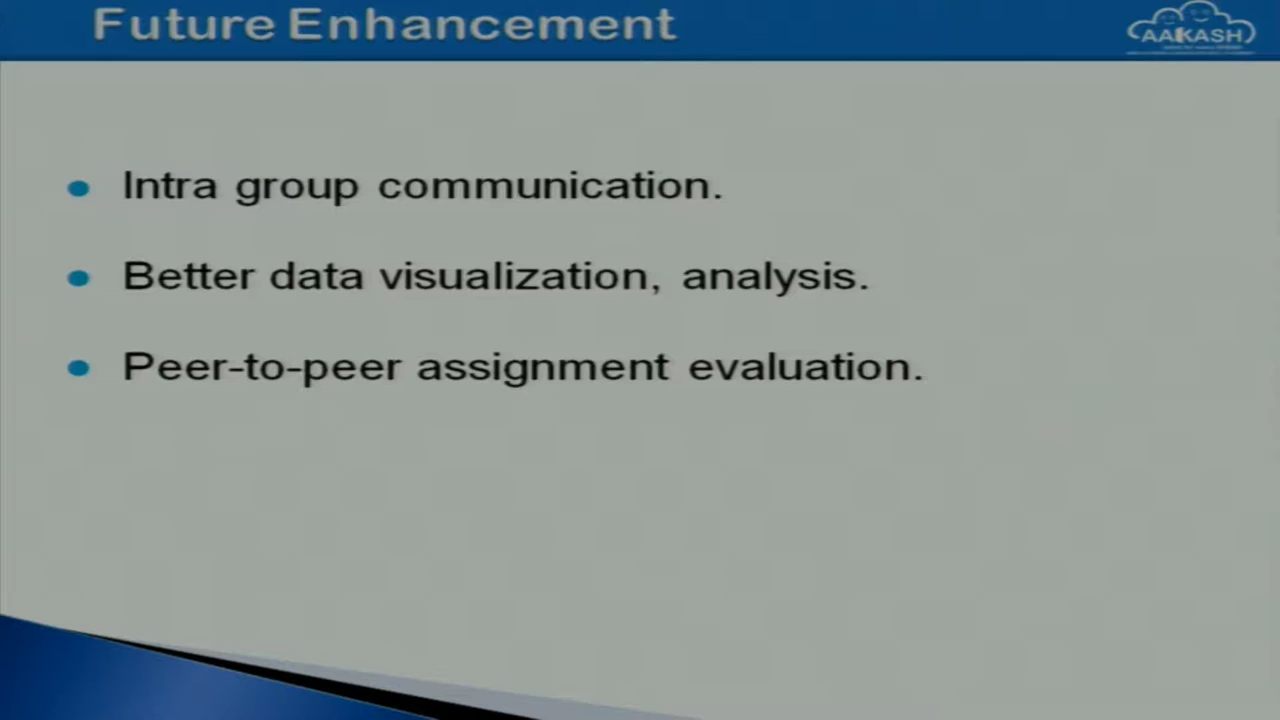 Future Enhancement
AAKASH
Intra group communication.
Better data visualization, analysis.
Peer-to-peer assignment evaluation.